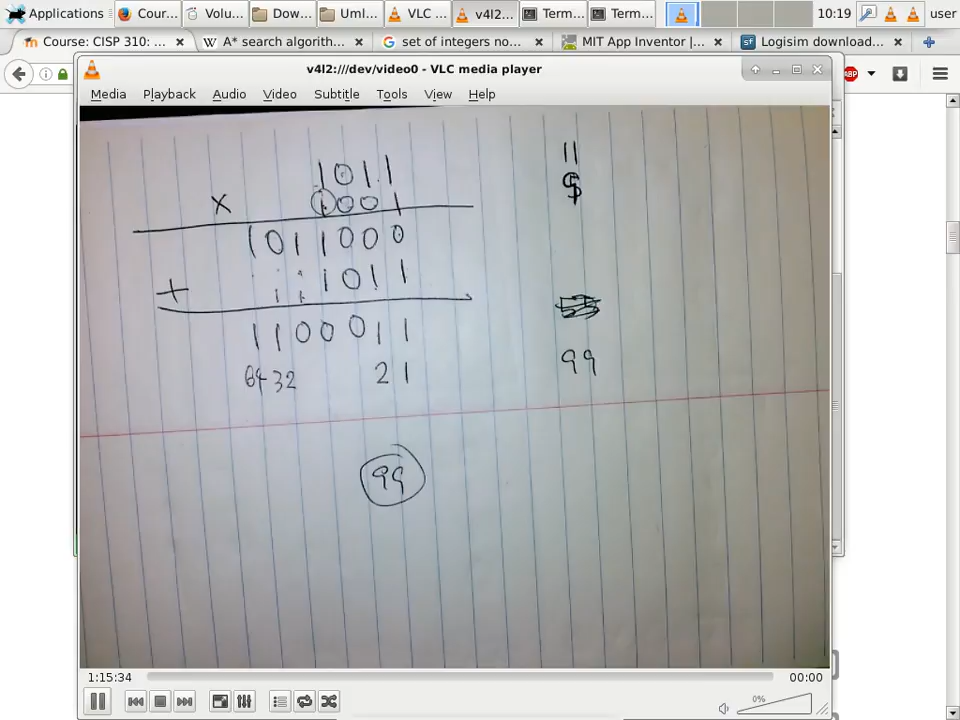 Applications
Cour...
Volu...
Dow...
Uml...
VLC ...
v4l2...
Term...
Term...
10:19
user
Course: CISP 310: ...
A* search algorith...
set of integers no...
MIT App Inventor |...
Logisim download...
v4l2:///dev/video0 - VLC media player
Media Playback Audio Video Subtitle Tools View Help
1011
x 1001
1011000
+ 1011
1100011
64 32 2 1
99
11
9
99
1:15:34
00:00
0%